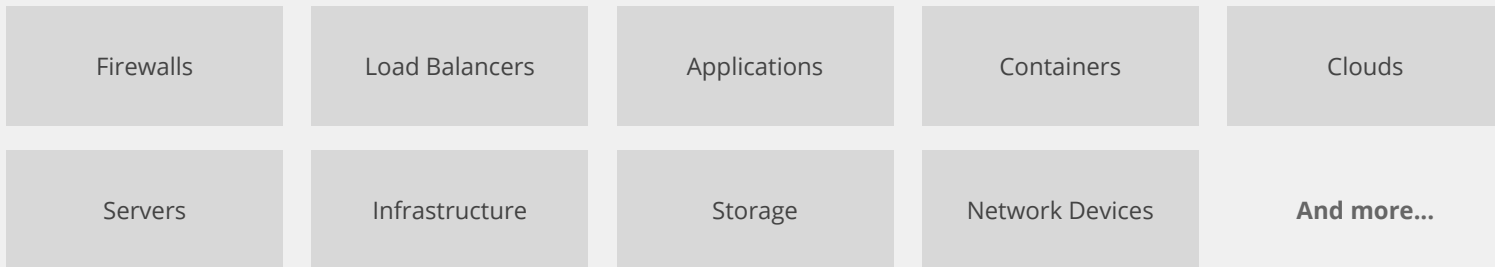 Firewalls
Load Balancers
Applications
Containers
Clouds
Servers
Infrastructure
Storage
Network Devices
And more...